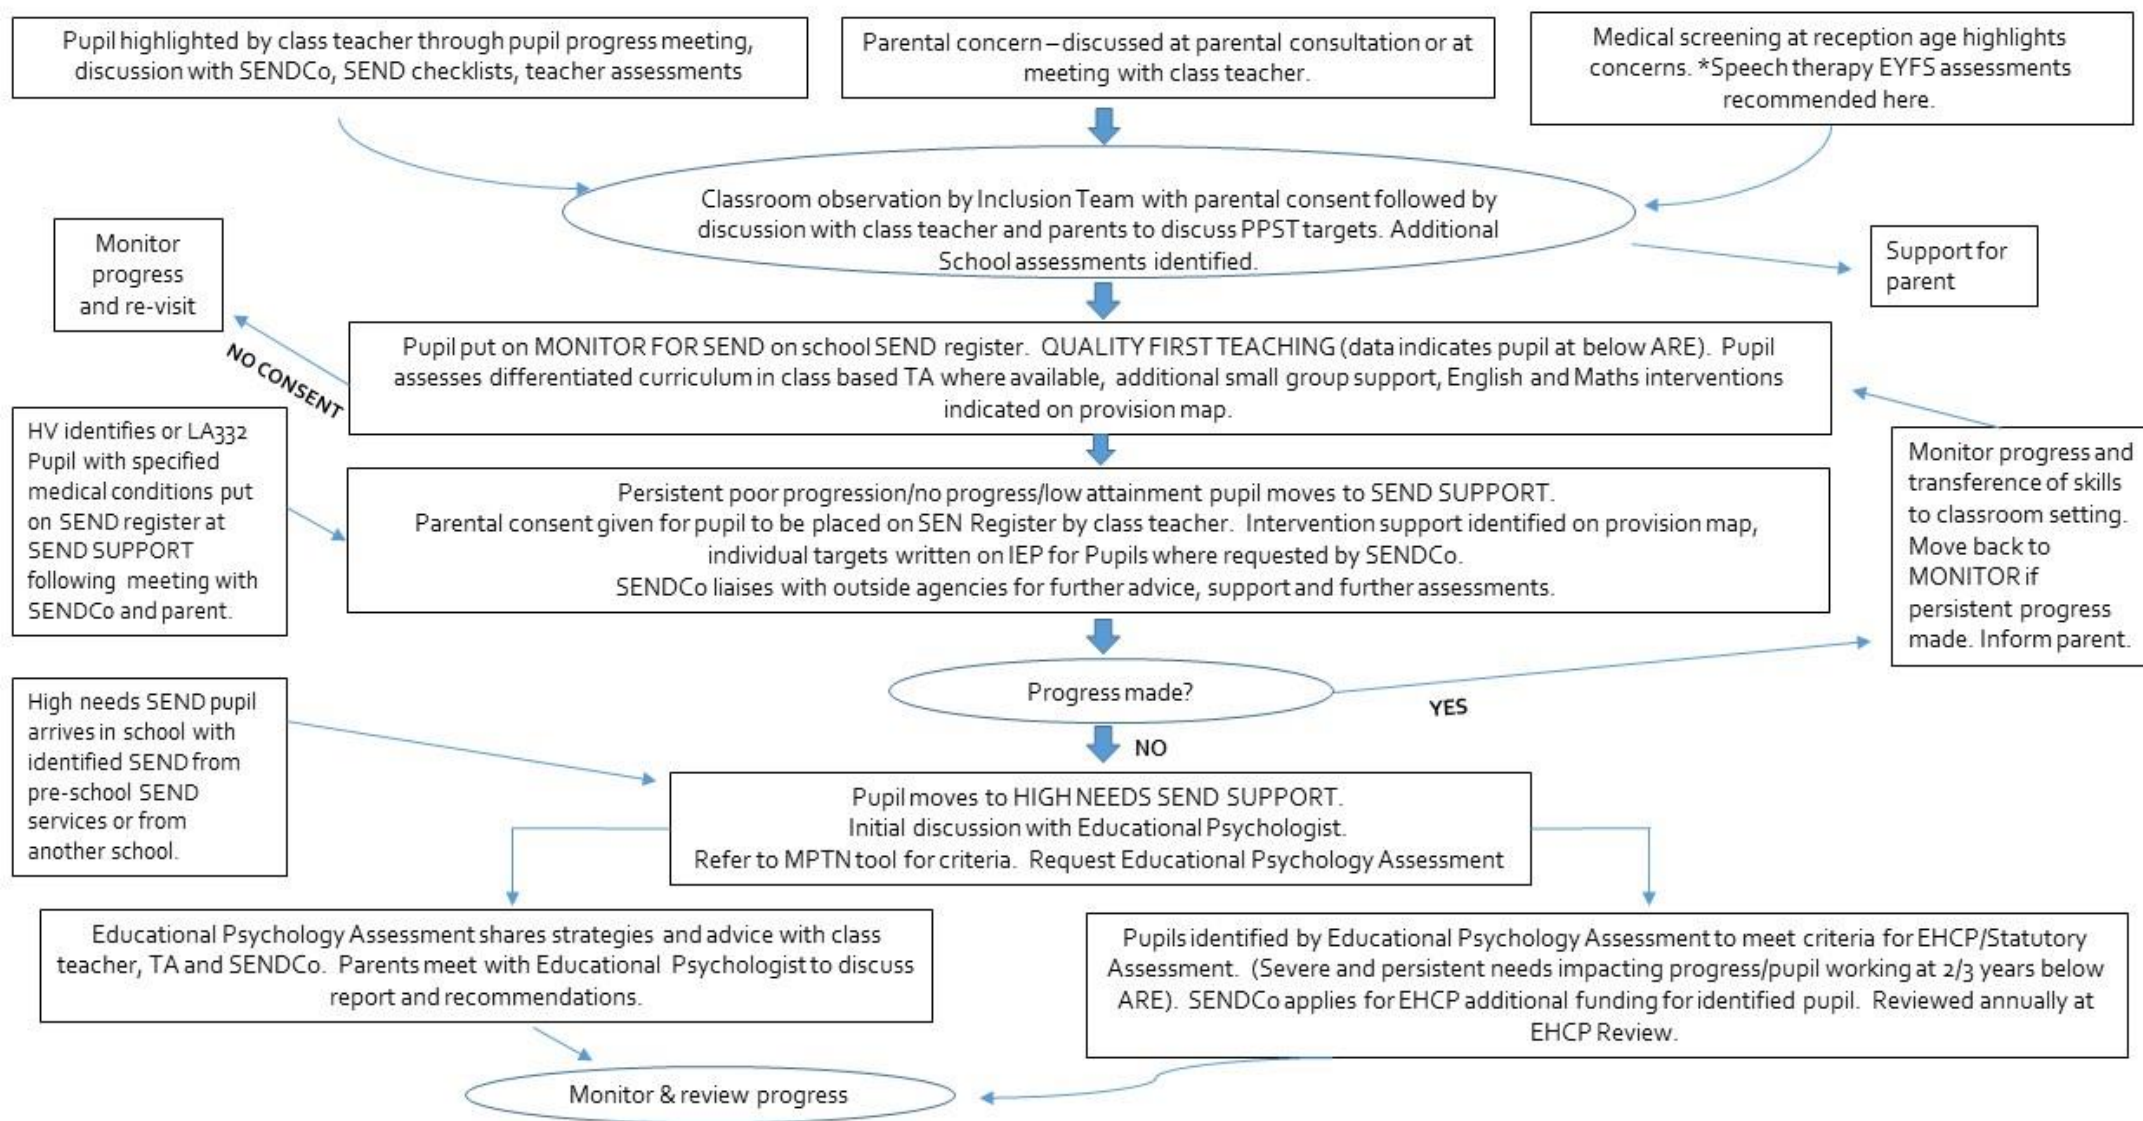 Pupil highlighted by class teacher through pupil progress meeting,
discussion with SENDCo, SEND checklists, teacher assessments
Parental concern – discussed at parental consultation or at
meeting with class teacher.
Medical screening at reception age highlights
concerns. *Speech therapy EYFS assessments
recommended here.
Classroom observation by Inclusion Team with parental consent followed by
discussion with class teacher and parents to discuss PPST targets. Additional
School assessments identified.
Monitor
progress
and re-visit
Support for
parent
NO CONSENT
Pupil put on MONITOR FOR SEND on school SEND register. QUALITY FIRST TEACHING (data indicates pupil at below ARE). Pupil
assesses differentiated curriculum in class based TA where available, additional small group support, English and Maths interventions
indicated on provision map.
HV identifies or LA332
Pupil with specified
medical conditions put
on SEND register at
SEND SUPPORT
following meeting with
SENDCo and parent.
Persistent poor progression/no progress/low attainment pupil moves to SEND SUPPORT.
Parental consent given for pupil to be placed on SEN Register by class teacher. Intervention support identified on provision map,
individual targets written on IEP for Pupils where requested by SENDCo.
SENDCo liaises with outside agencies for further advice, support and further assessments.
Monitor progress and
transference of skills
to classroom setting.
Move back to
MONITOR if
persistent progress
made. Inform parent.
Progress made?
YES
NO
High needs SEND pupil
arrives in school with
identified SEND from
pre-school SEND
services or from
another school.
Pupil moves to HIGH NEEDS SEND SUPPORT.
Initial discussion with Educational Psychologist.
Refer to MPTN tool for criteria. Request Educational Psychology Assessment
Educational Psychology Assessment shares strategies and advice with class
teacher, TA and SENDCo. Parents meet with Educational Psychologist to discuss
report and recommendations.
Pupils identified by Educational Psychology Assessment to meet criteria for EHCP/Statutory
Assessment. (Severe and persistent needs impacting progress/pupil working at 2/3 years below
ARE). SENDCo applies for EHCP additional funding for identified pupil. Reviewed annually at
EHCP Review.
Monitor & review progress